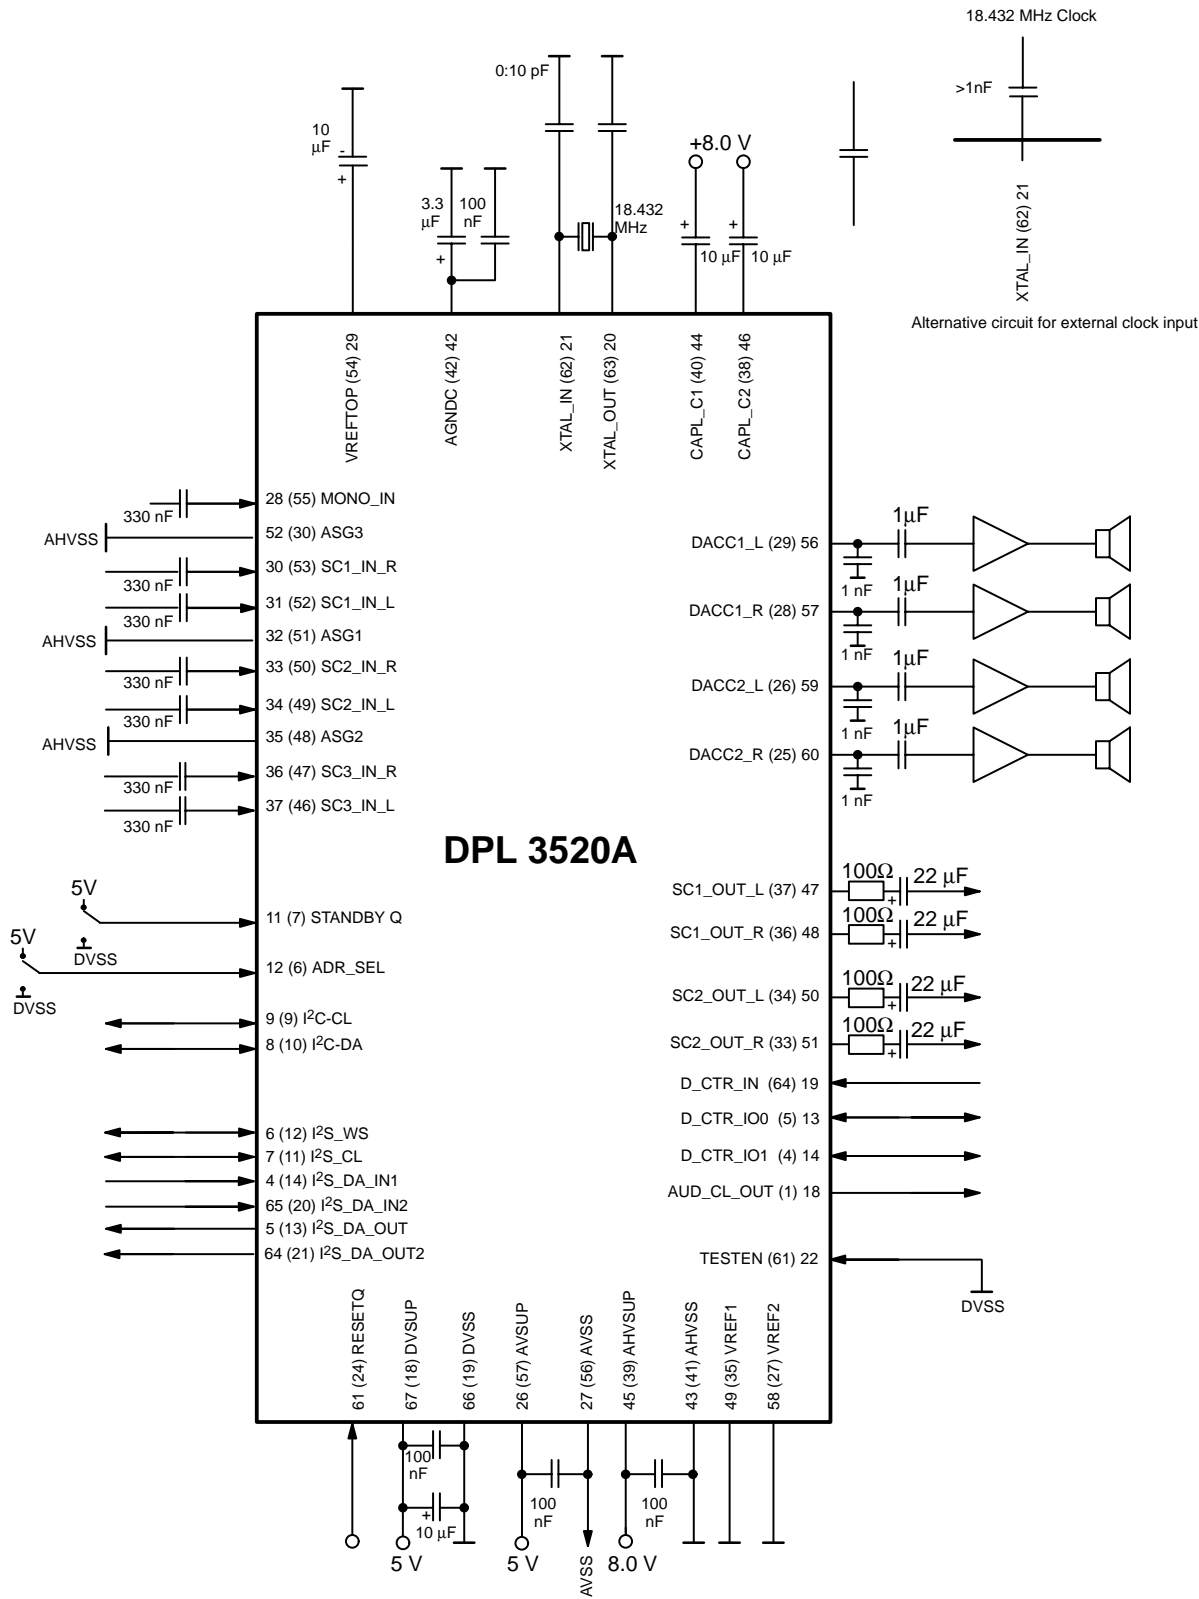 18.432 MHz Clock
>1nF
XTAL_IN (62) 21
Alternative circuit for external clock input
0:10 pF
10
μF
-
+
3.3
μF
+
100
nF
18.432
MHz
+8.0 V
+
10 μF
+
10 μF
VREFTOP (54) 29
AGNDC (42) 42
XTAL_IN (62) 21
XTAL_OUT (63) 20
CAPL_C1 (40) 44
CAPL_C2 (38) 46
330 nF
28 (55) MONO_IN
AHVSS
52 (30) ASG3
330 nF
30 (53) SC1_IN_R
330 nF
31 (52) SC1_IN_L
AHVSS
32 (51) ASG1
330 nF
33 (50) SC2_IN_R
330 nF
34 (49) SC2_IN_L
AHVSS
35 (48) ASG2
330 nF
36 (47) SC3_IN_R
330 nF
37 (46) SC3_IN_L
DPL 3520A
5V
DVSS
11 (7) STANDBY Q
5V
DVSS
12 (6) ADR_SEL
9 (9) I²C-CL
8 (10) I²C-DA
6 (12) I²S_WS
7 (11) I²S_CL
4 (14) I²S_DA_IN1
65 (20) I²S_DA_IN2
5 (13) I²S_DA_OUT
64 (21) I²S_DA_OUT2
DACC1_L (29) 56
1μF
1 nF
DACC1_R (28) 57
1μF
1 nF
DACC2_L (26) 59
1μF
1 nF
DACC2_R (25) 60
1μF
1 nF
SC1_OUT_L (37) 47
100Ω
+
22 μF
SC1_OUT_R (36) 48
100Ω
+
22 μF
SC2_OUT_L (34) 50
100Ω
+
22 μF
SC2_OUT_R (33) 51
100Ω
+
22 μF
D_CTR_IN (64) 19
D_CTR_IO0 (5) 13
D_CTR_IO1 (4) 14
AUD_CL_OUT (1) 18
TESTEN (61) 22
DVSS
61 (24) RESETQ
67 (18) DVSUP
66 (19) DVSS
26 (57) AVSUP
27 (56) AVSS
45 (39) AHVSUP
43 (41) AHVSS
49 (35) VREF1
58 (27) VREF2
100
nF
+
10 μF
5 V
100
nF
5 V
AVSS
100
nF
8.0 V